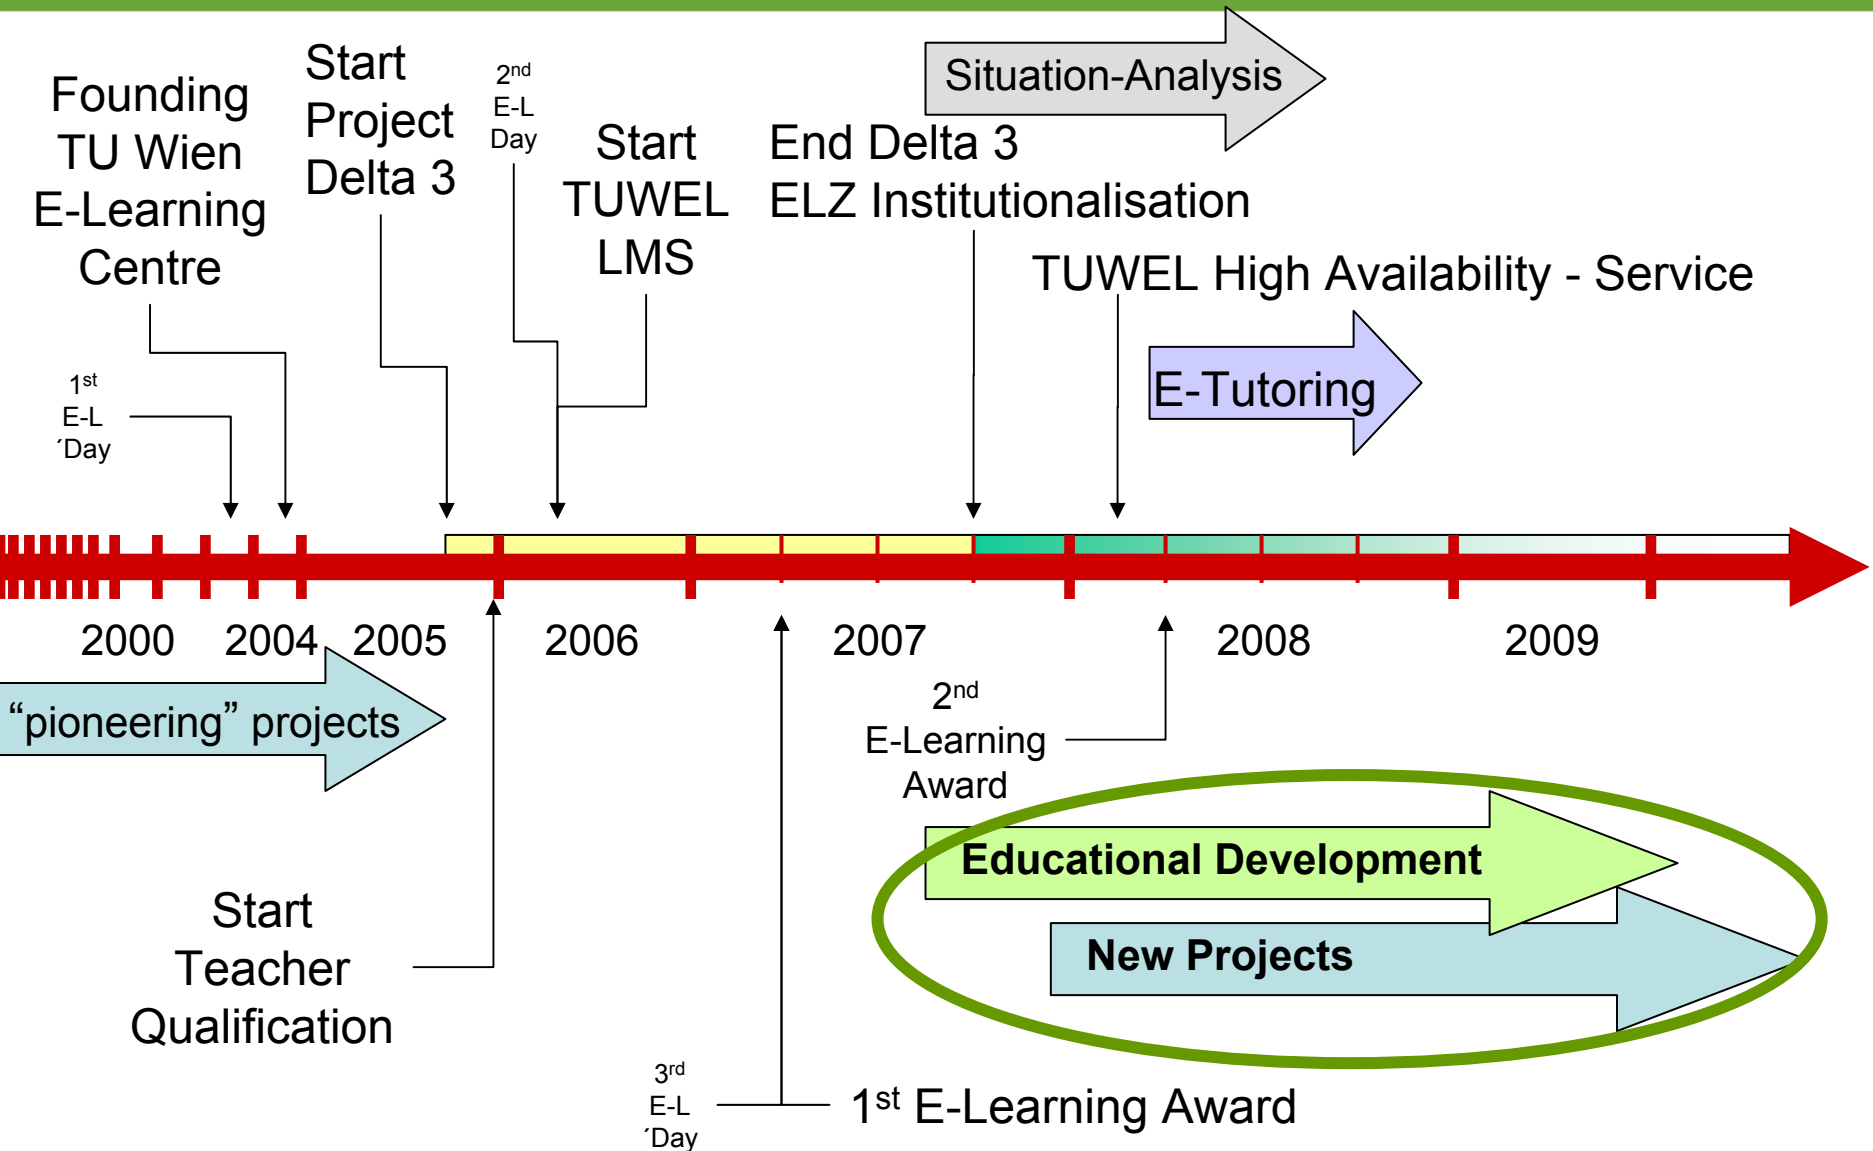 Founding
TU Wien
E-Learning
Centre
Start
Project
Delta 3
2nd
E-L
Day
Start
TUWEL
LMS
Situation-Analysis
End Delta 3
ELZ Institutionalisation
TUWEL High Availability - Service
E-Tutoring
1st
E-L
´Day
2000
2004
2005
2006
2007
2008
2009
“pioneering” projects
2nd
E-Learning
Award
Educational Development
New Projects
Start
Teacher
Qualification
3rd
E-L
´Day
1st E-Learning Award